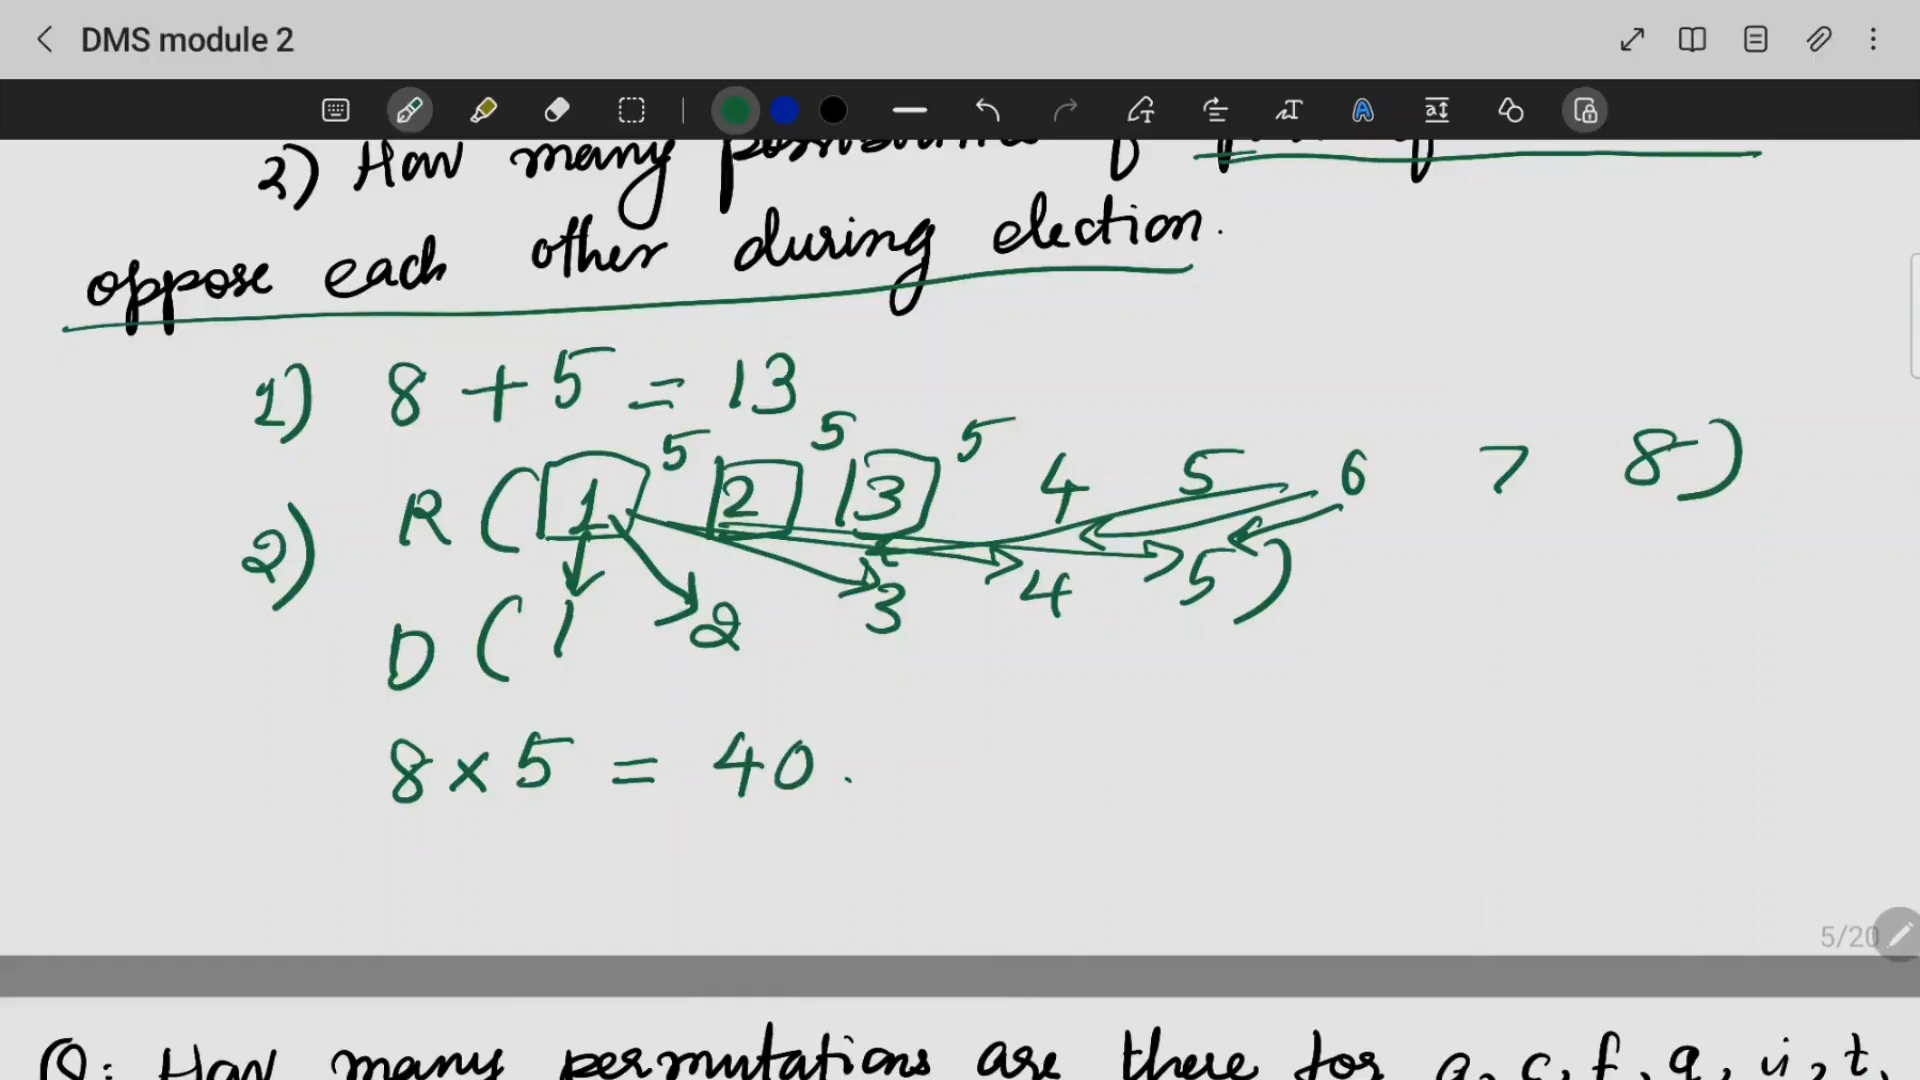 DMS module 2
2) How many possibilities of
oppose each other during election.
1) 8 + 5 = 13
5 5 5
2) R ( 1 2 3 4 5 6 7 8 )
D ( 1 2 3 4 5 )
8 x 5 = 40 .
5/20
Q: How many permutations are there for a, c, f, g, i, t,